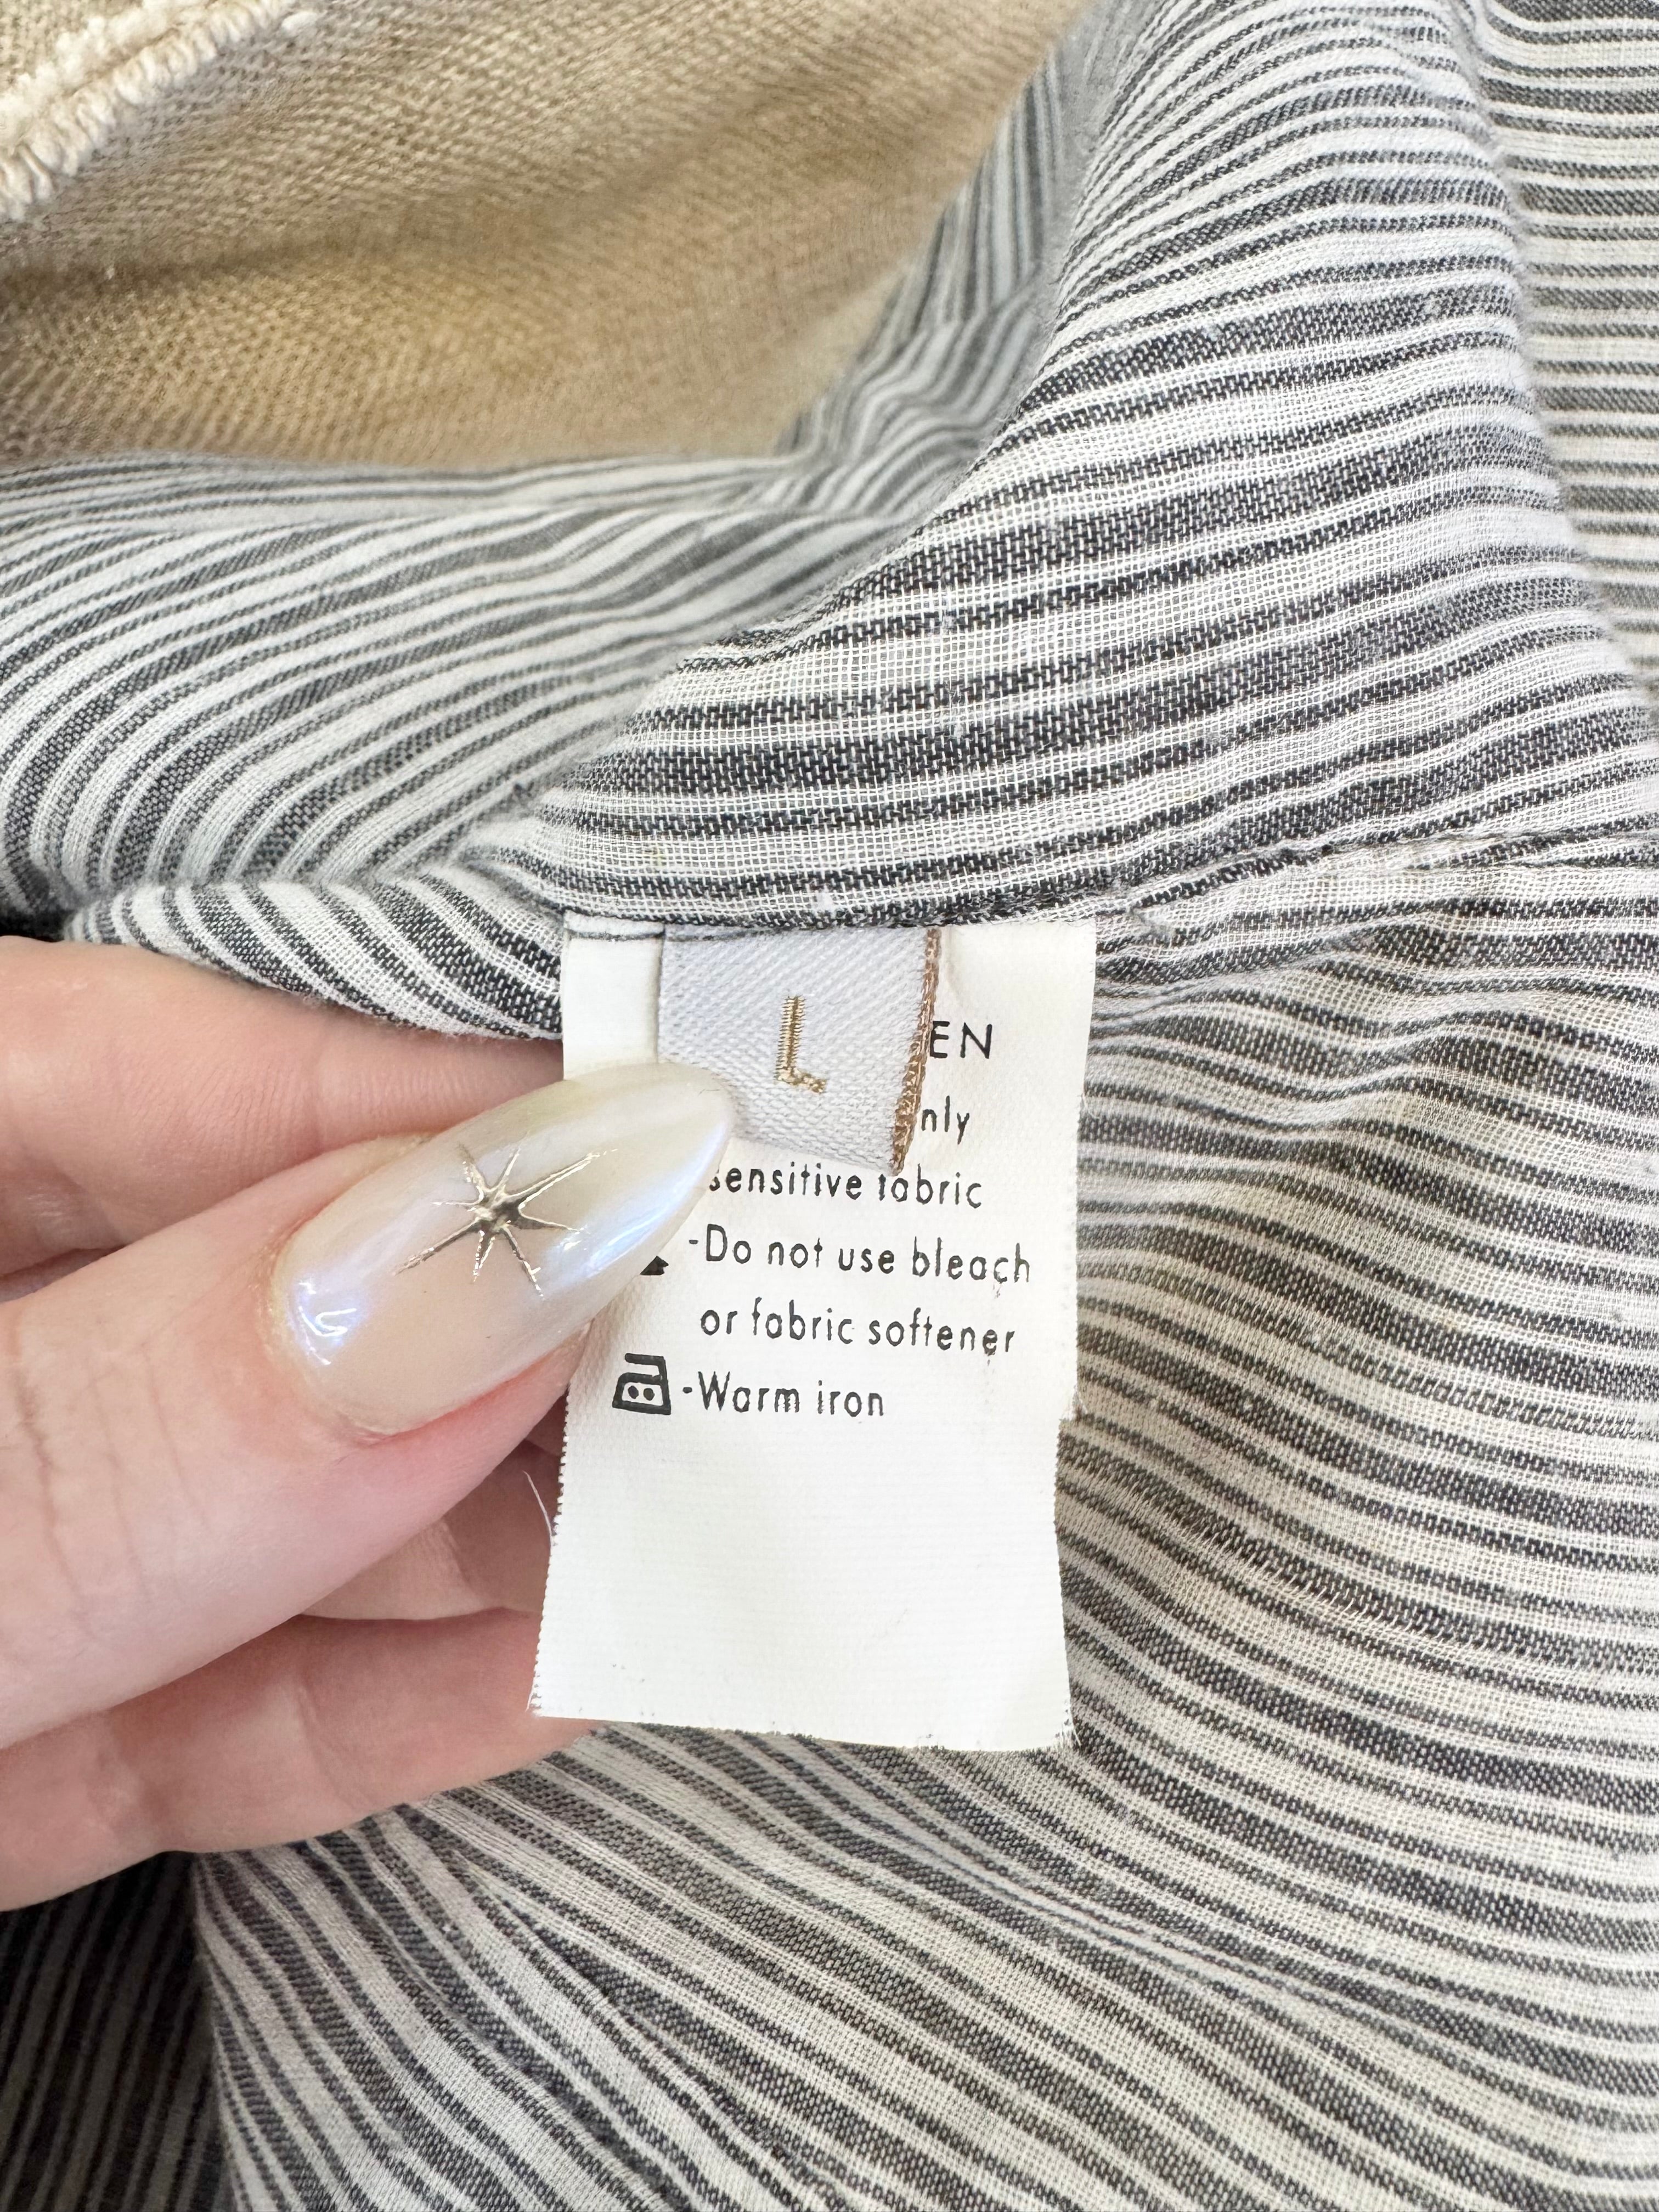 L
EN
nly
sensitive fabric
-Do not use bleach
or fabric softener
-Warm iron